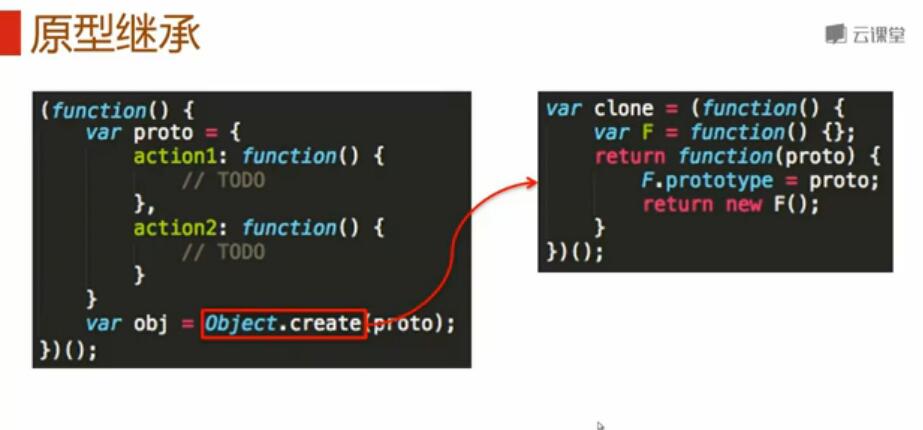 原型继承
云课堂
(function() {
    var proto = {
        action1: function() {
            // TODO
        },
        action2: function() {
            // TODO
        }
    }
    var obj = Object.create(proto);
})();
var clone = (function() {
    var F = function() {};
    return function(proto) {
        F.prototype = proto;
        return new F();
    }
})();